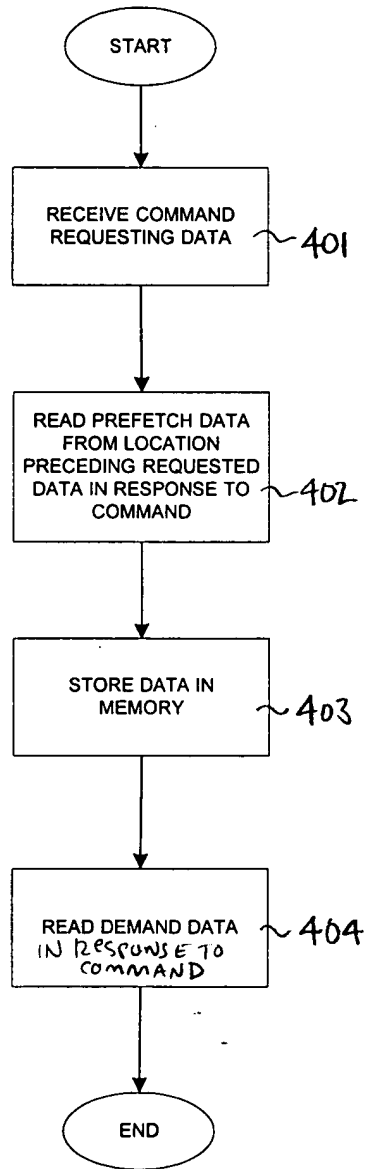 START
RECEIVE COMMAND
REQUESTING DATA
401
READ PREFETCH DATA
FROM LOCATION
PRECEDING REQUESTED
DATA IN RESPONSE TO
COMMAND
402
STORE DATA IN
MEMORY
403
READ DEMAND DATA
IN RESPONSE TO
COMMAND
404
END